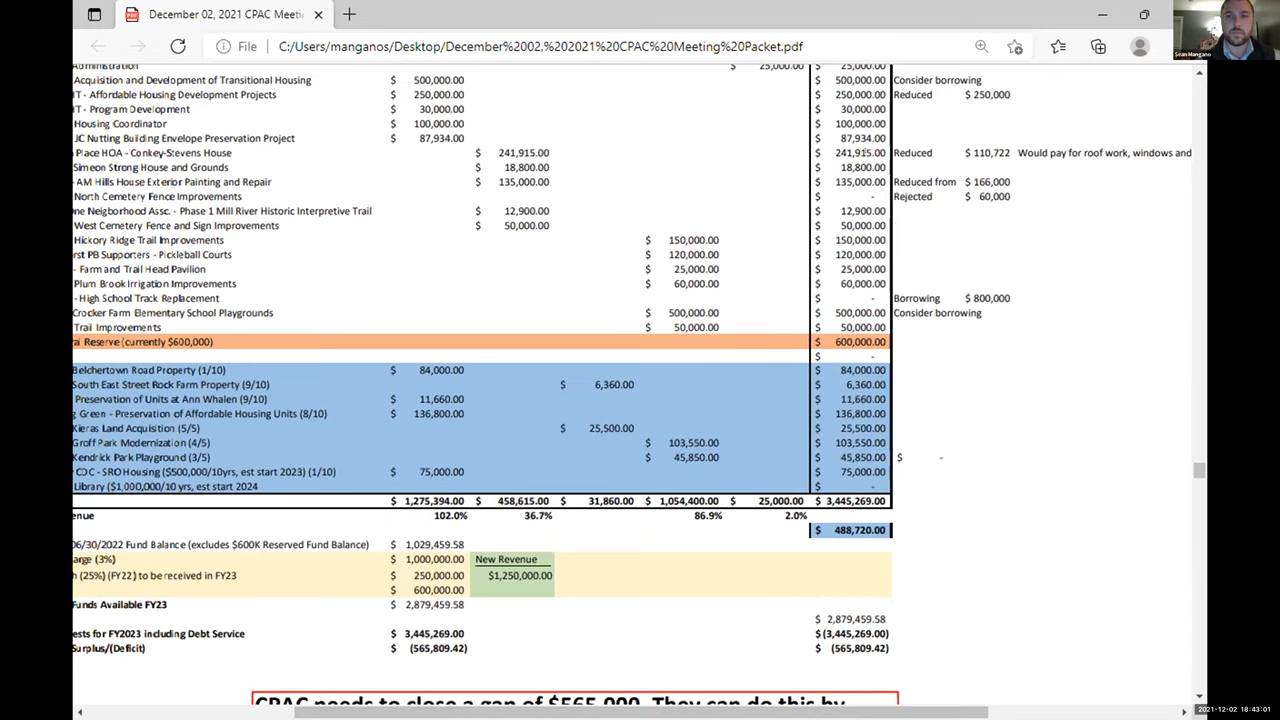 December 02, 2021 CPAC Meeti
File C:/Users/manganos/Desktop/December%2002,%202021%20CPAC%20Meeting%20Packet.pdf
Sean Mangano
Administration $ 25,000.00 $ 25,000.00
Acquisition and Development of Transitional Housing $ 500,000.00 $ 500,000.00 Consider borrowing
IT - Affordable Housing Development Projects $ 250,000.00 $ 250,000.00 Reduced $ 250,000
IT - Program Development $ 30,000.00 $ 30,000.00
Housing Coordinator $ 100,000.00 $ 100,000.00
JC Nutting Building Envelope Preservation Project $ 87,934.00 $ 87,934.00
Place HOA - Conkey-Stevens House $ 241,915.00 $ 241,915.00 Reduced $ 110,722 Would pay for roof work, windows and
Simeon Strong House and Grounds $ 18,800.00 $ 18,800.00
- AM Hills House Exterior Painting and Repair $ 135,000.00 $ 135,000.00 Reduced from $ 166,000
North Cemetery Fence Improvements $ - Rejected $ 60,000
one Neigborhood Assc. - Phase 1 Mill River Historic Interpretive Trail $ 12,900.00 $ 12,900.00
West Cemetery Fence and Sign Improvements $ 50,000.00 $ 50,000.00
Hickory Ridge Trail Improvements $ 150,000.00 $ 150,000.00
rst PB Supporters - Pickleball Courts $ 120,000.00 $ 120,000.00
- Farm and Trail Head Pavilion $ 25,000.00 $ 25,000.00
Plum Brook Irrigation Improvements $ 60,000.00 $ 60,000.00
- High School Track Replacement $ - Borrowing $ 800,000
Crocker Farm Elementary School Playgrounds $ 500,000.00 $ 500,000.00 Consider borrowing
Trail Improvements $ 50,000.00 $ 50,000.00
ral Reserve (currently $600,000) $ 600,000.00
$ -
Belchertown Road Property (1/10) $ 84,000.00 $ 84,000.00
South East Street Rock Farm Property (9/10) $ 6,360.00 $ 6,360.00
Preservation of Units at Ann Whalen (9/10) $ 11,660.00 $ 11,660.00
g Green - Preservation of Affordable Housing Units (8/10) $ 136,800.00 $ 136,800.00
Kieras Land Acquisition (5/5) $ 25,500.00 $ 25,500.00
Groff Park Modernization (4/5) $ 103,550.00 $ 103,550.00
Kendrick Park Playground (3/5) $ 45,850.00 $ 45,850.00 $ -
CDC - SRO Housing ($500,000/10yrs, est start 2023) (1/10) $ 75,000.00 $ 75,000.00
Library ($1,000,000/10 yrs, est start 2024 $ -
$ 1,275,394.00 $ 458,615.00 $ 31,860.00 $ 1,054,400.00 $ 25,000.00 $ 3,445,269.00
enue 102.0% 36.7% 86.9% 2.0%
$ 488,720.00
06/30/2022 Fund Balance (excludes $600K Reserved Fund Balance) $ 1,029,459.58
arge (3%) $ 1,000,000.00 New Revenue
h (25%) (FY22) to be received in FY23 $ 250,000.00 $1,250,000.00
$ 600,000.00
Funds Available FY23 $ 2,879,459.58
$ 2,879,459.58
ests for FY2023 including Debt Service $ 3,445,269.00 $ (3,445,269.00)
Surplus/(Deficit) $ (565,809.42) $ (565,809.42)
CPAC needs to close a gap of $565,000. They can do this by
2021-12-02 18:43:01